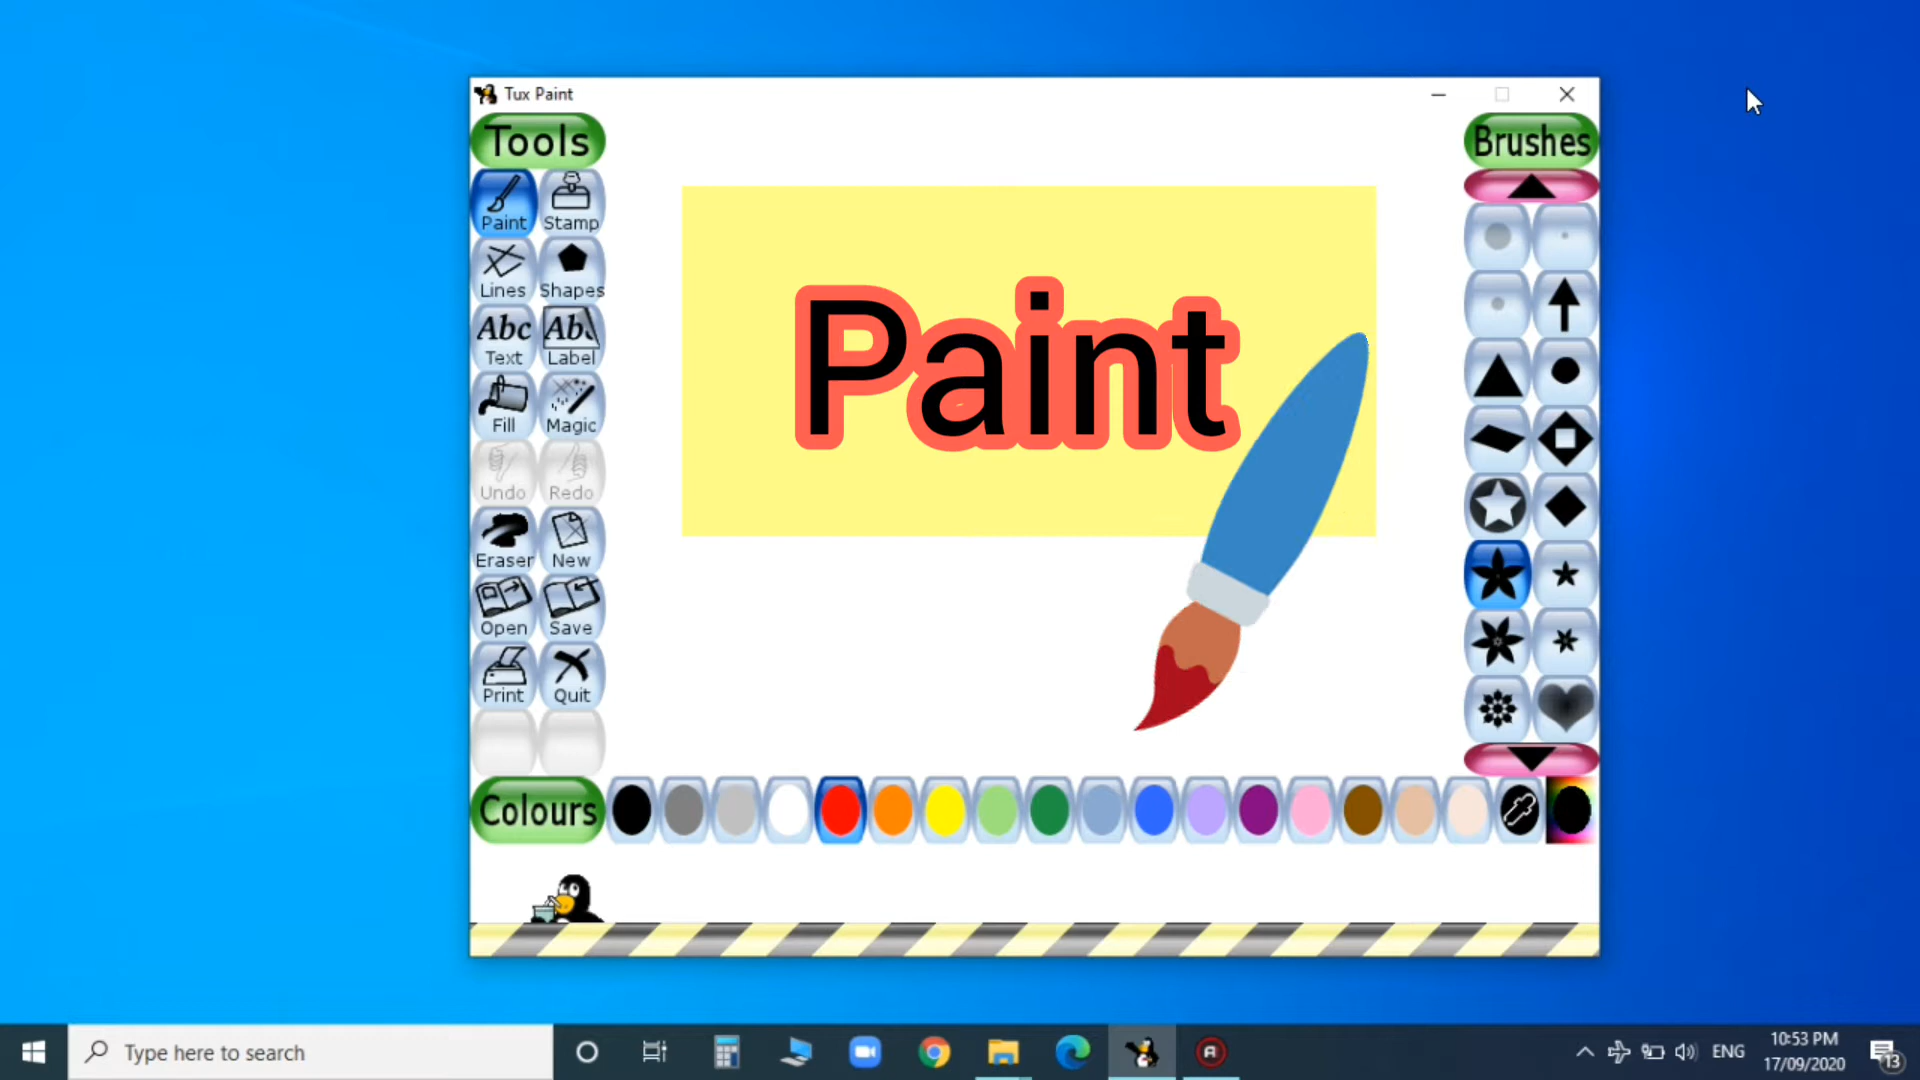 Tux Paint
Tools
Brushes
Paint
Stamp
Lines
Shapes
Abc
Abc
Text
Label
Fill
Magic
Undo
Redo
Eraser
New
Open
Save
Print
Quit
Paint
Colours
Type here to search
ENG
10:53 PM
17/09/2020
13